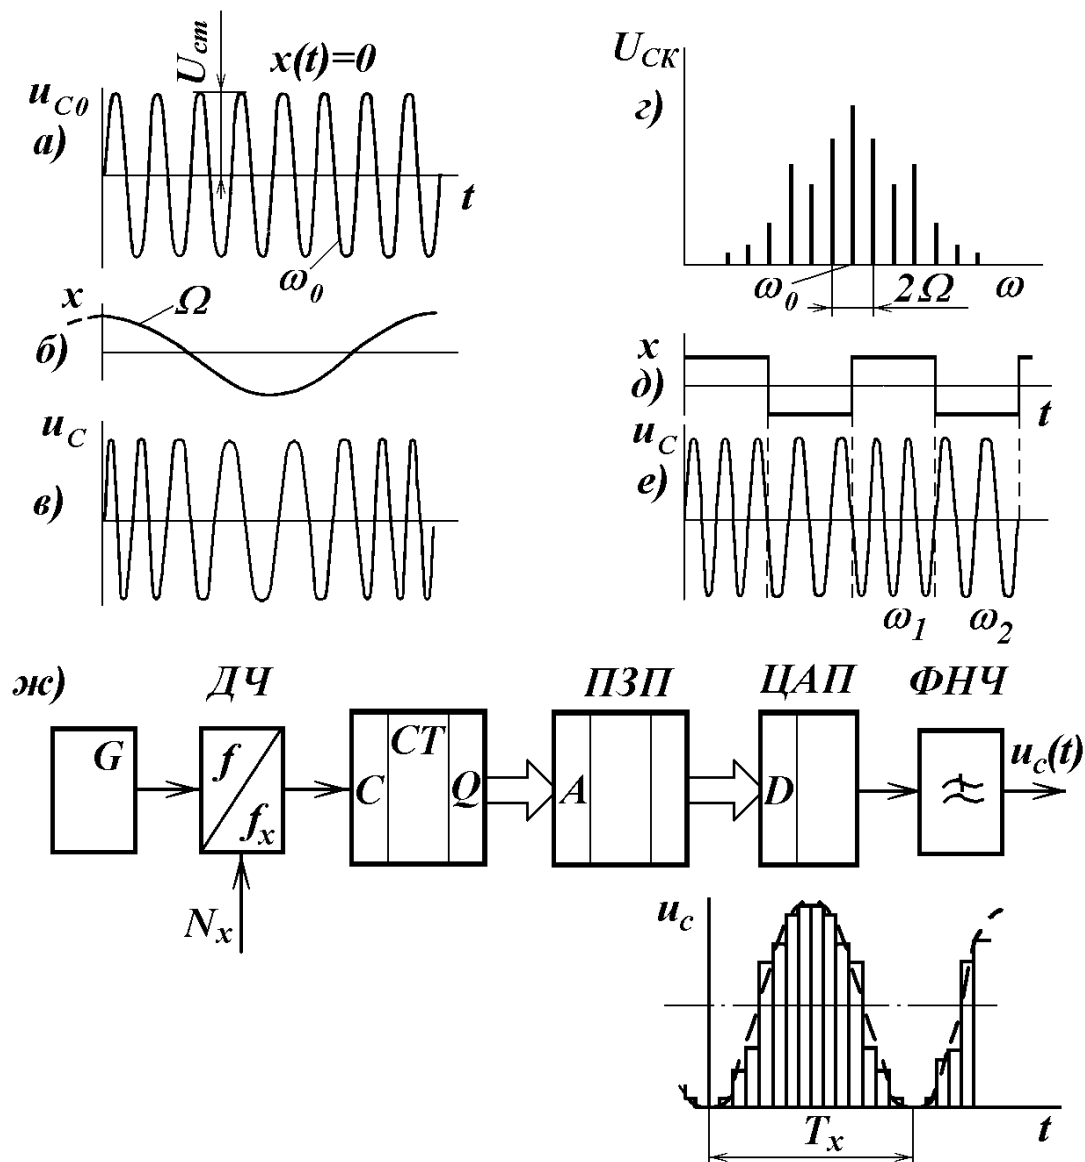 U_cm
x(t)=0
u_C0
а)
t
ω_0
x
Ω
б)
u_C
в)
U_СК
г)
ω_0
2Ω
ω
x
д)
t
u_C
е)
ω_1
ω_2
ж)
ДЧ
ПЗП
ЦАП
ФНЧ
G
f
f_x
C
CT
Q
A
D
u_c(t)
N_x
u_c
T_x
t